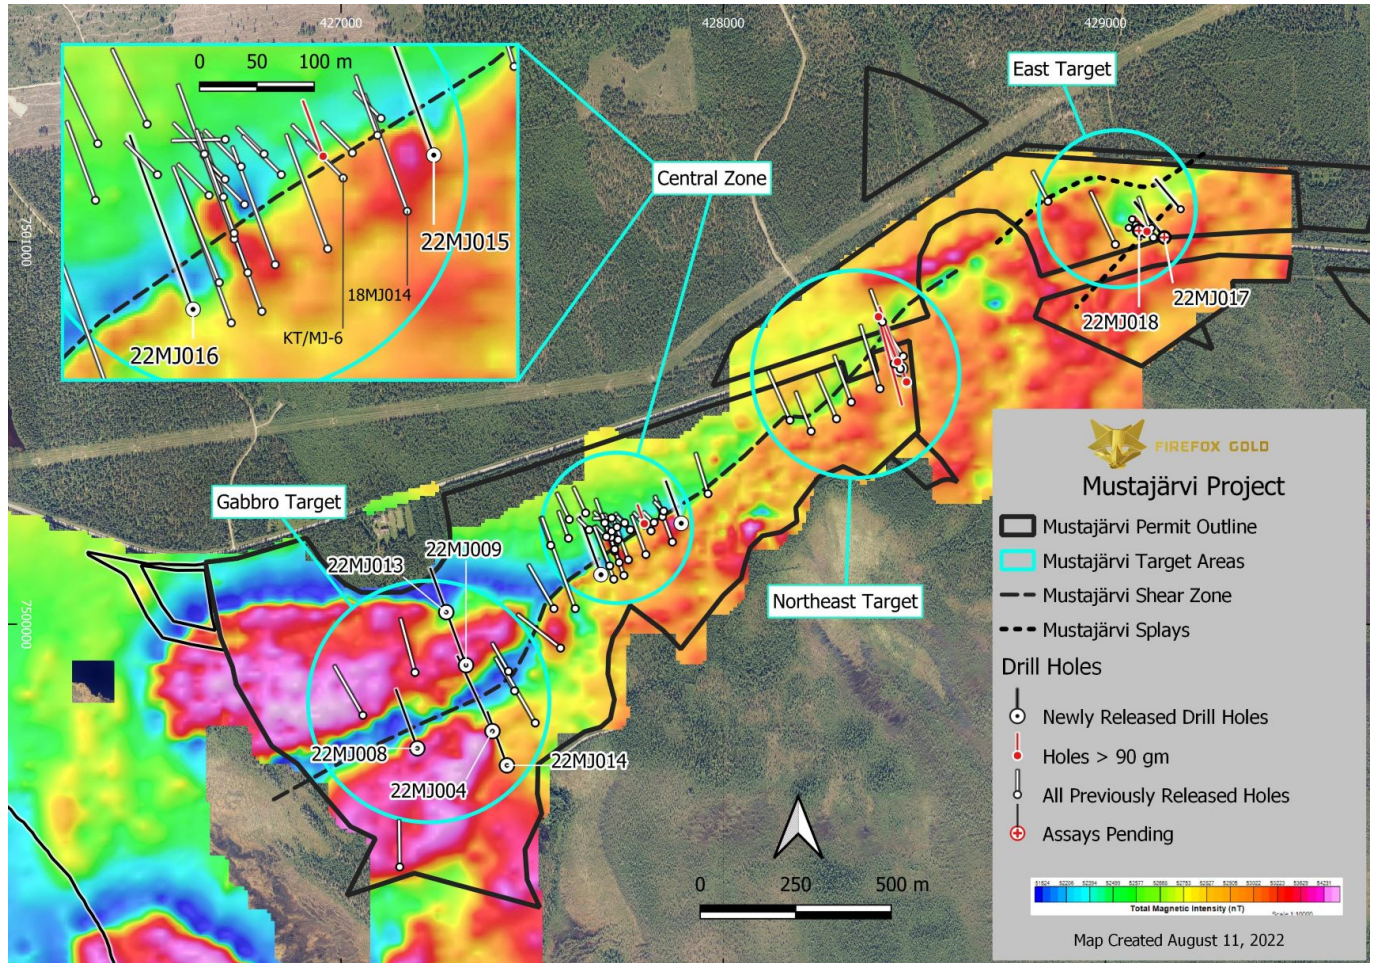 427000
428000
429000
7501000
7500000
0 50 100 m
22MJ015
18MJ014
KT/MJ-6
22MJ016
Central Zone
East Target
22MJ017
22MJ018
Gabbro Target
22MJ009
22MJ013
22MJ008
22MJ004
22MJ014
Northeast Target
0 250 500 m
FIREFOX GOLD
Mustajärvi Project
Mustajärvi Permit Outline
Mustajärvi Target Areas
Mustajärvi Shear Zone
Mustajärvi Splays
Drill Holes
Newly Released Drill Holes
Holes > 90 gm
All Previously Released Holes
Assays Pending
Total Magnetic Intensity (nT)
Map Created August 11, 2022